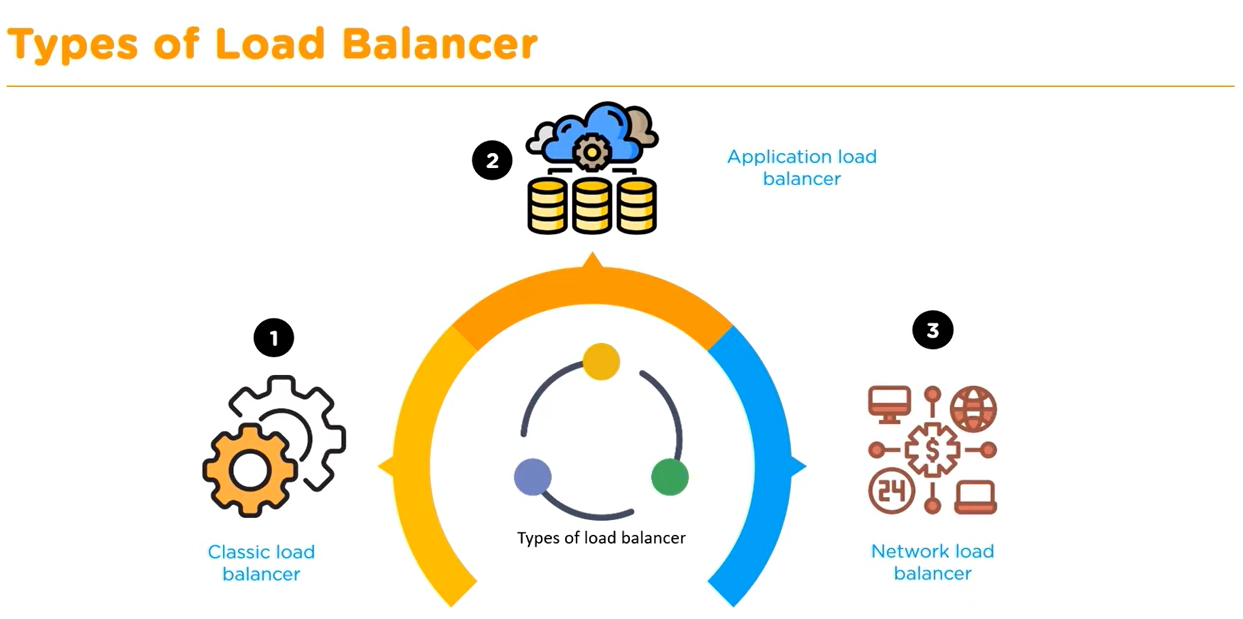 Types of Load Balancer
2
Application load
balancer
1
Classic load
balancer
Types of load balancer
3
$
24
Network load
balancer